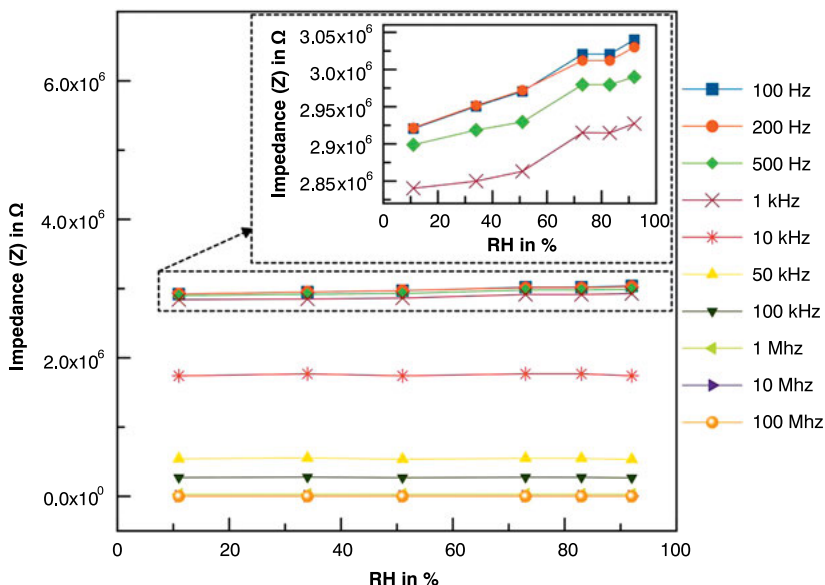 3.05x10⁶
3.0x10⁶
2.95x10⁶
2.9x10⁶
2.85x10⁶
Impedance (Z) in Ω
0 20 40 60 80 100
RH in %
6.0x10⁶
4.0x10⁶
2.0x10⁶
0.0x10⁰
Impedance (Z) in Ω
0 20 40 60 80 100
RH in %
100 Hz
200 Hz
500 Hz
1 kHz
10 kHz
50 kHz
100 kHz
1 Mhz
10 Mhz
100 Mhz